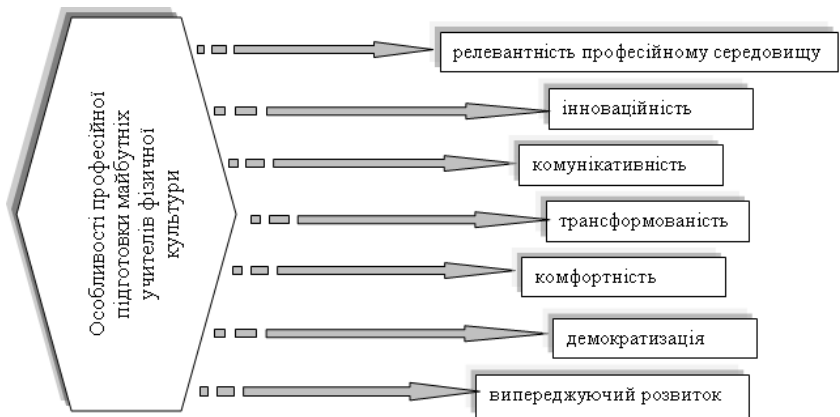 Особливості професійної
підготовки майбутніх
учителів фізичної
культури
релевантність професійному середовищу
інноваційність
комунікативність
трансформованість
комфортність
демократизація
випереджуючий розвиток